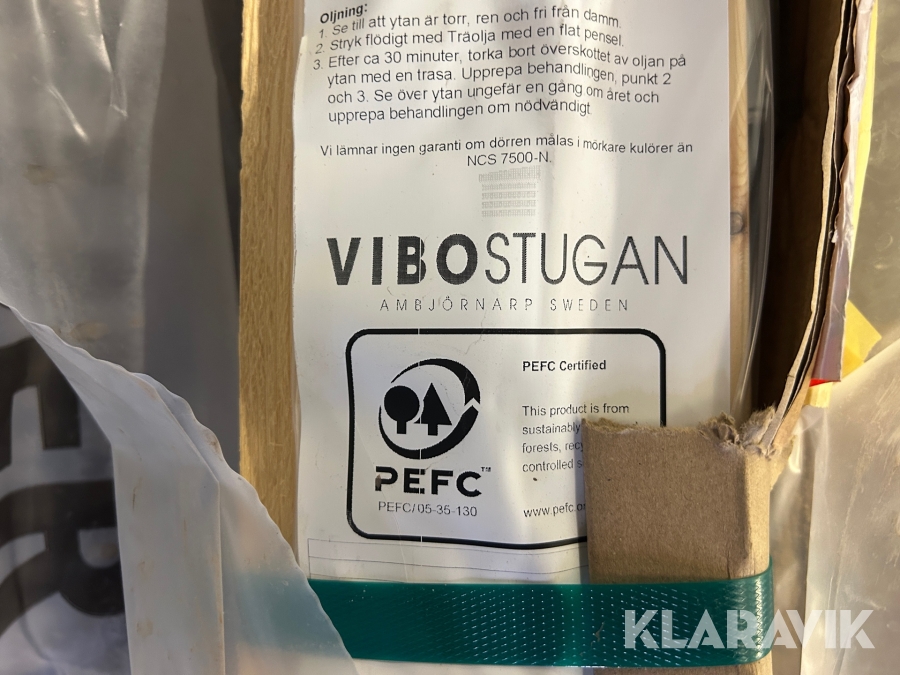 Oljning:
1. Se till att ytan är torr, ren och fri från damm.
2. Stryk flödigt med Träolja med en flat pensel.
3. Efter ca 30 minuter, torka bort överskottet av oljan på
ytan med en trasa. Upprepa behandlingen, punkt 2
och 3. Se över ytan ungefär en gång om året och
upprepa behandlingen om nödvändigt.
Vi lämnar ingen garanti om dörren målas i mörkare kulörer än
NCS 7500-N.
VIBOSTUGAN
AMBJÖRNARP SWEDEN
PEFC Certified
This product is from
sustainably
forests,
controlled
PEFC™
PEFC/05-35-130
www.pefc.
KLARAVIK